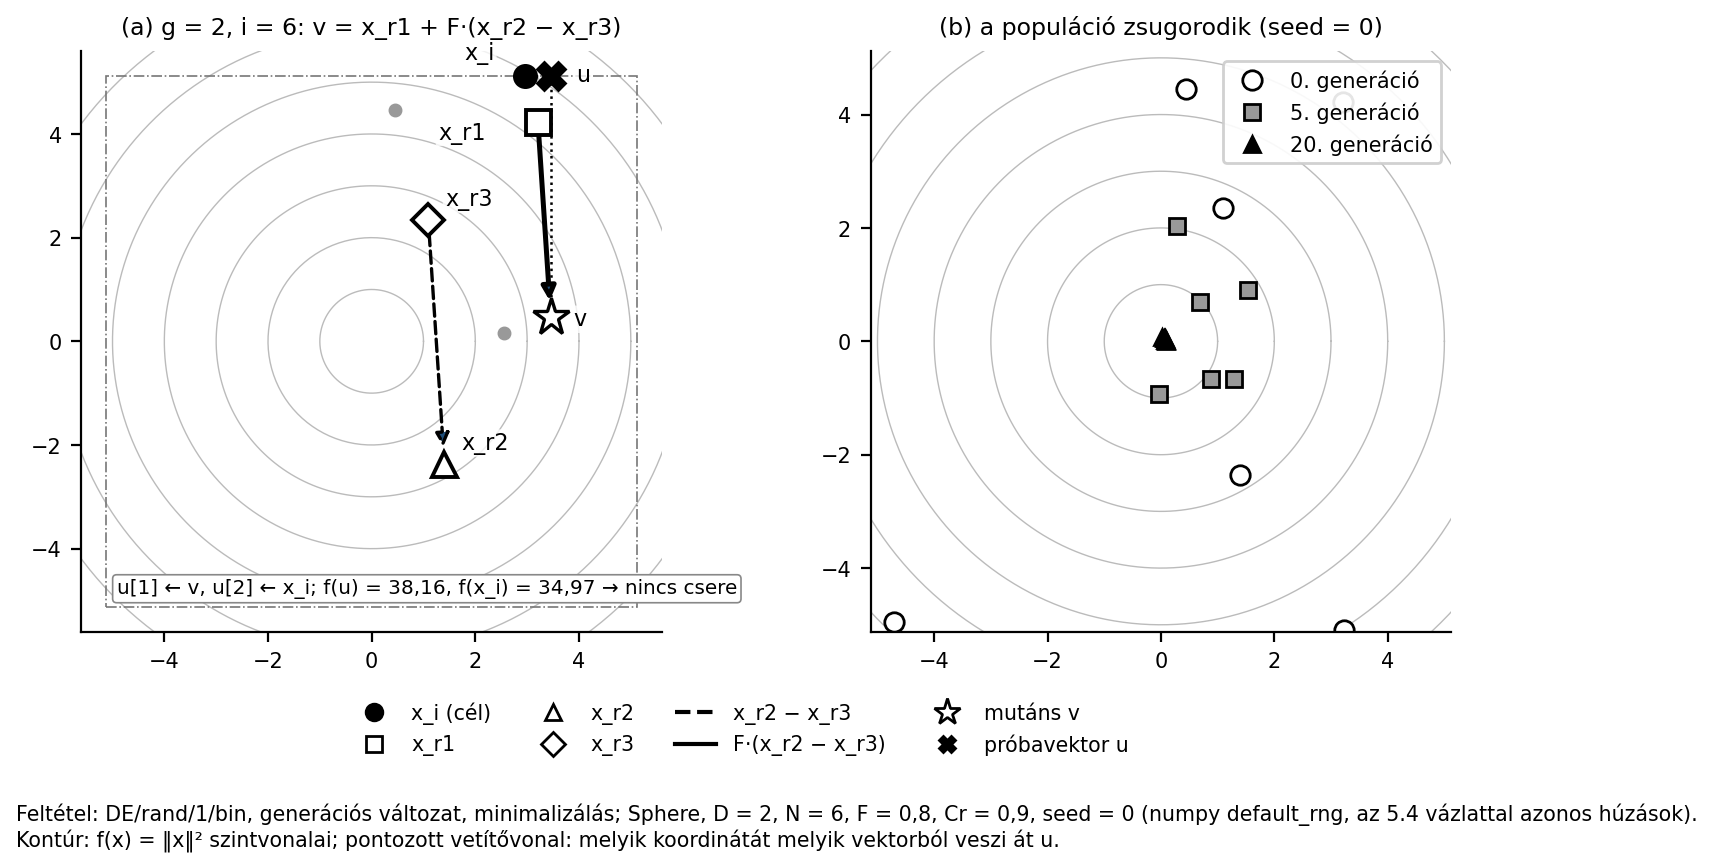 (a) g = 2, i = 6: v = x_r1 + F·(x_r2 − x_r3)
x_i
u
x_r1
x_r3
v
x_r2
u[1] ← v, u[2] ← x_i; f(u) = 38,16, f(x_i) = 34,97 → nincs csere
4
2
0
−2
−4
−4
−2
0
2
4
(b) a populáció zsugorodik (seed = 0)
0. generáció
5. generáció
20. generáció
4
2
0
−2
−4
−4
−2
0
2
4
x_i (cél)
x_r1
x_r2
x_r3
x_r2 − x_r3
F·(x_r2 − x_r3)
mutáns v
próbavektor u
Feltétel: DE/rand/1/bin, generációs változat, minimalizálás; Sphere, D = 2, N = 6, F = 0.8, Cr = 0.9, seed = 0 (numpy default_rng, az 5.4 vázlattal azonos húzások).
Kontúr: f(x) = ‖x‖² szintvonalai; pontozott vetítővonal: melyik koordinátát melyik vektorból veszi át u.